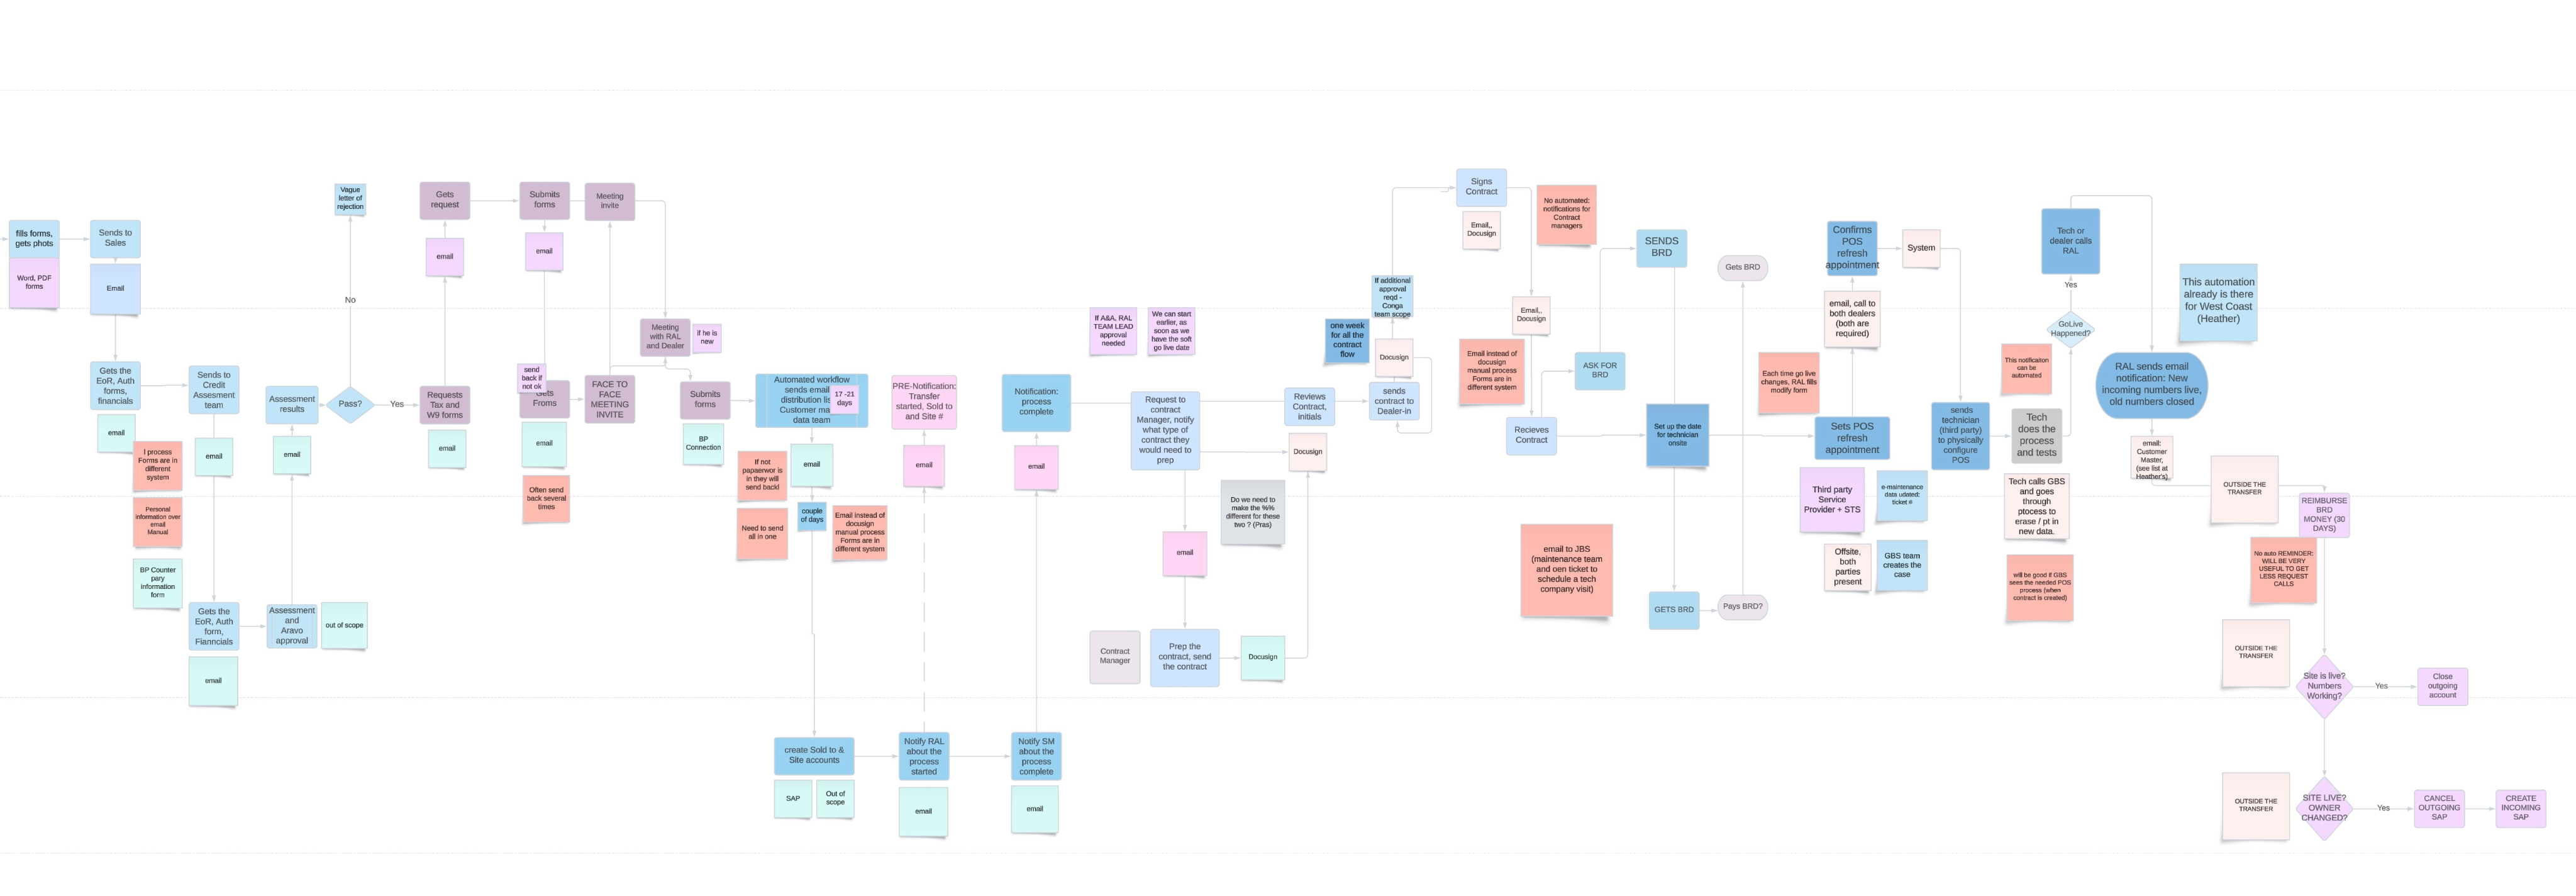 fills forms,
gets phots
Word, PDF
forms
Sends to
Sales
Email
Gets the
EoR, Auth
forms,
financials
email
I process
Forms are in
different
system
Personal
information over
email
Manual
BP Counter
pary
information
form
Sends to
Credit
Assesment
team
email
Gets the
EoR, Auth
form,
Fianncials
email
Assessment
and
Aravo
approval
out of scope
Assessment
results
email
Vague
letter of
rejection
No
Pass?
Yes
Gets
request
email
Requests
Tax and
W9 forms
email
Submits
forms
email
send
back if
not ok
Gets
Froms
email
Often send
back several
times
Meeting
invite
FACE TO
FACE
MEETING
INVITE
Meeting
with RAL
and Dealer
if he is
new
Submits
forms
BP
Connection
Automated workflow
sends email
distribution li
Customer ma
data team
17 -21
days
If not
papaerwor is
in they will
send backl
Need to send
all in one
email
couple
of days
Email instead of
docusign
manual process
Forms are in
different system
create Sold to &
Site accounts
SAP
Out of
scope
PRE-Notification:
Transfer
started, Sold to
and Site #
email
Notify RAL
about the
process
started
email
Notification:
process
complete
email
Notify SM
about the
process
complete
email
If A&A, RAL
TEAM LEAD
approval
needed
We can start
earlier, as
soon as we
have the soft
go live date
Request to
contract
Manager, notify
what type of
contract they
would need to
prep
email
Contract
Manager
Prep the
contract, send
the contract
Docusign
Do we need to
make the %%
different for these
two ? (Pras)
Reviews
Contract,
initials
Docusign
one week
for all the
contract
flow
If additional
approval
reqd -
Conga
team scope
Docusign
sends
contract to
Dealer-in
Signs
Contract
Email,,
Docusign
No automated:
notifications for
Contract
managers
Email,,
Docusign
Email instead of
docusign
manual process
Forms are in
different system
Recieves
Contract
ASK FOR
BRD
SENDS
BRD
email to JBS
(maintenance team
and oen ticket to
schedule a tech
company visit)
Set up the date
for technician
onsite
GETS BRD
Pays BRD?
Gets BRD
Each time go live
changes, RAL fills
modify form
Confirms
POS
refresh
appointment
email, call to
both dealers
(both are
required)
Sets POS
refresh
appointment
Third party
Service
Provider + STS
e-maintenance
data udated:
ticket #
Offsite,
both
parties
present
GBS team
creates the
case
System
sends
technician
(third party)
to physically
configure
POS
This notificaiton
can be
automated
Tech
does the
process
and tests
Tech calls GBS
and goes
through
ptocess to
erase / pt in
new data.
will be good if GBS
sees the needed POS
process (when
contract is created)
Tech or
dealer calls
RAL
Yes
GoLive
Happened?
RAL sends email
notification: New
incoming numbers live,
old numbers closed
email:
Customer
Master,
(see list at
Heather's)
This automation
already is there
for West Coast
(Heather)
OUTSIDE THE
TRANSFER
REIMBURSE
BRD
MONEY (30
DAYS)
No auto REMINDER:
WILL BE VERY
USEFUL TO GET
LESS REQUEST
CALLS
OUTSIDE THE
TRANSFER
Site is live?
Numbers
Working?
Yes
Close
outgoing
account
OUTSIDE THE
TRANSFER
SITE LIVE?
OWNER
CHANGED?
Yes
CANCEL
OUTGOING
SAP
CREATE
INCOMING
SAP